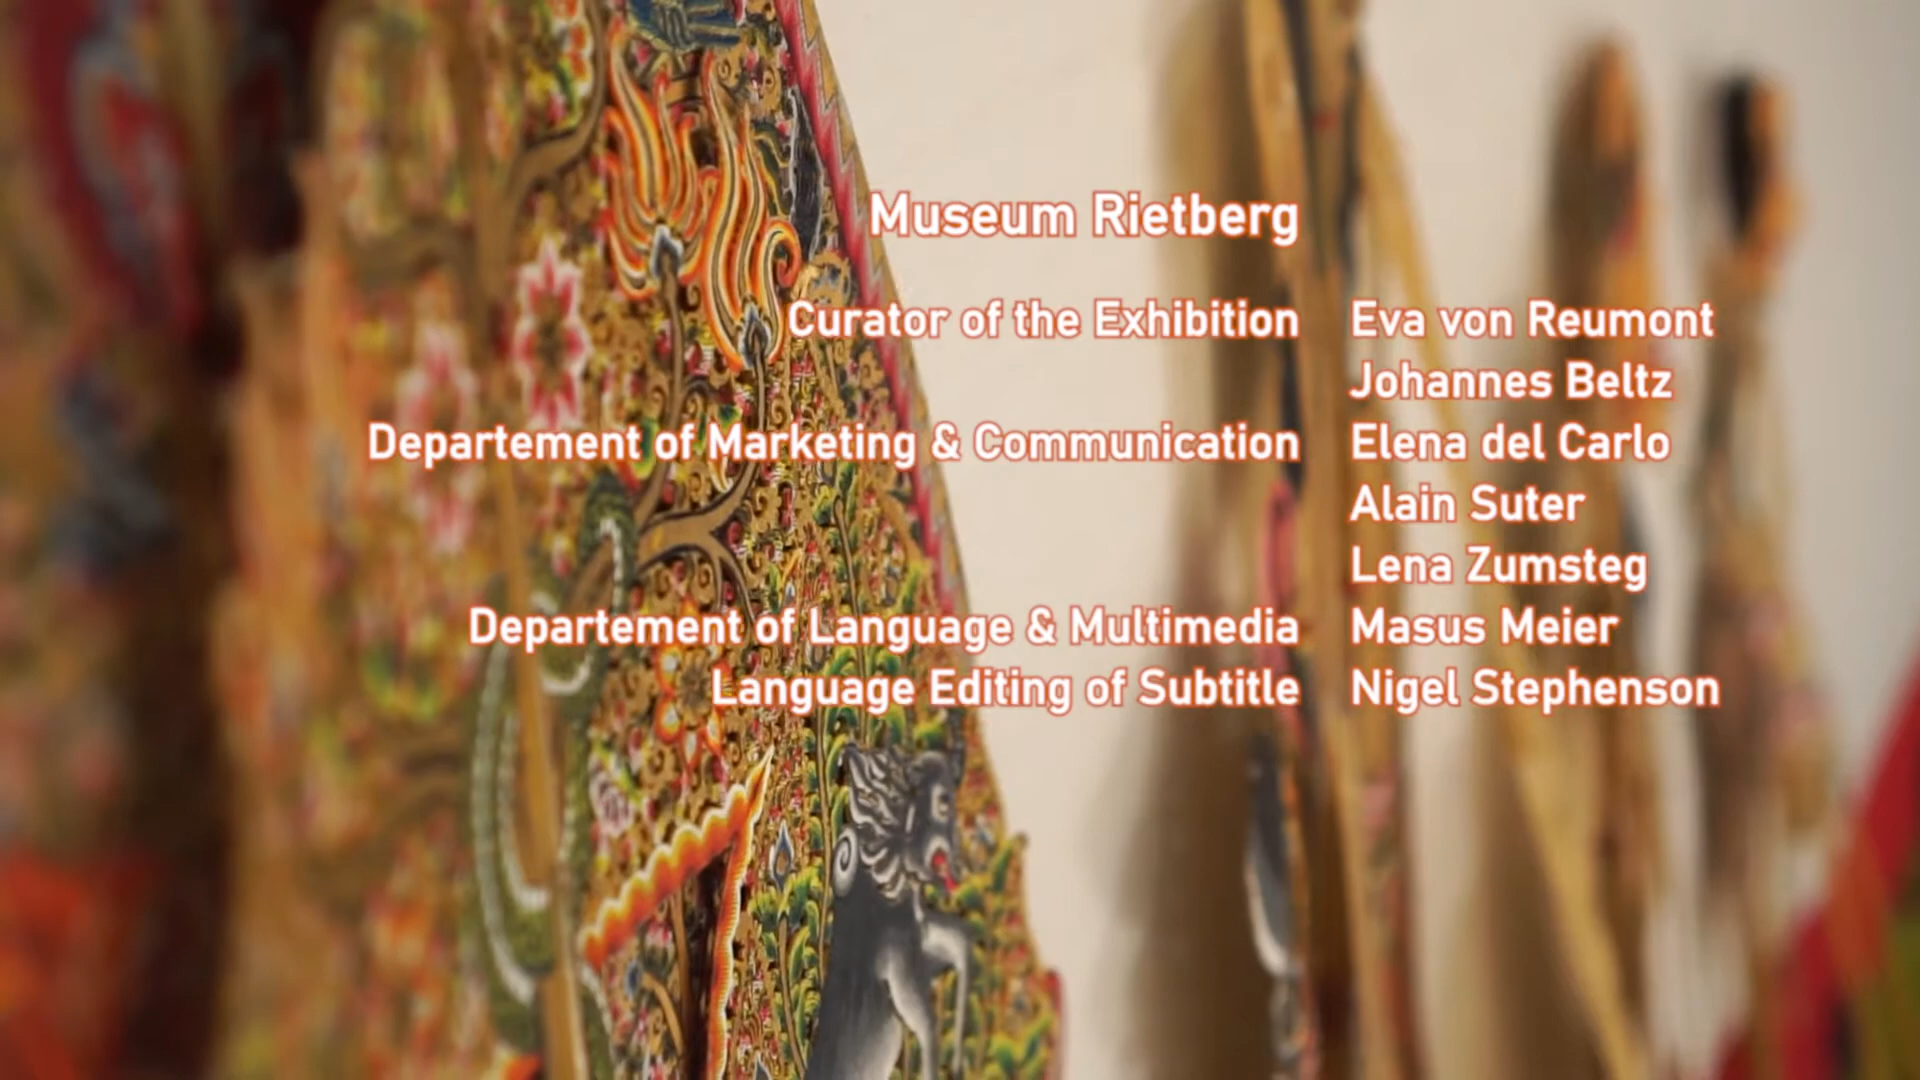 Museum Rietberg
Curator of the Exhibition Eva von Reumont
Johannes Beltz
Departement of Marketing & Communication Elena del Carlo
Alain Suter
Lena Zumsteg
Departement of Language & Multimedia Masus Meier
Language Editing of Subtitle Nigel Stephenson